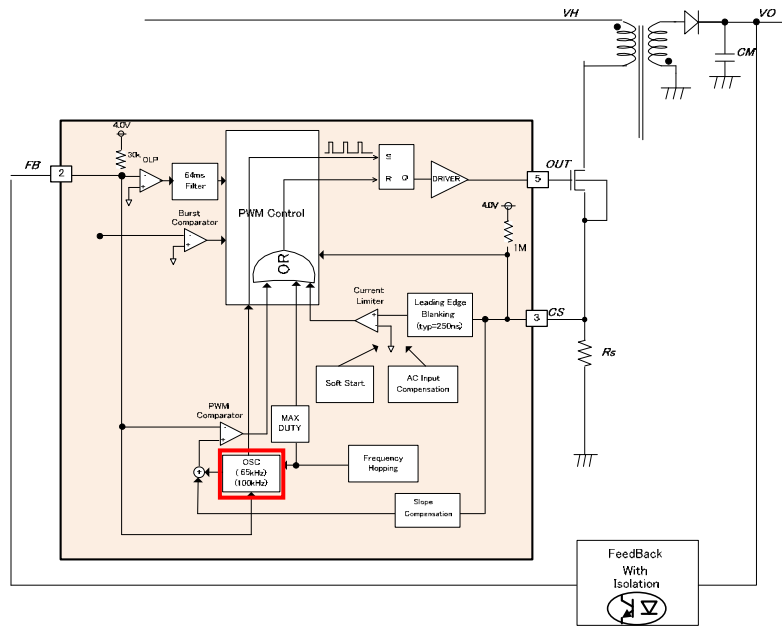 VH
VO
CM
4.0V
30k
OLP
FB
2
64ms
Filter
S
R
Q
DRIVER
OUT
5
Burst
Comparator
PWM Control
OR
4.0V
1M
Current
Limiter
Leading Edge
Blanking
(typ=250ns)
3
CS
Rs
Soft Start
AC Input
Compensation
PWM
Comparator
MAX
DUTY
OSC
( 65kHz)
(100kHz)
Frequency
Hopping
Slope
Compensation
FeedBack
With
Isolation